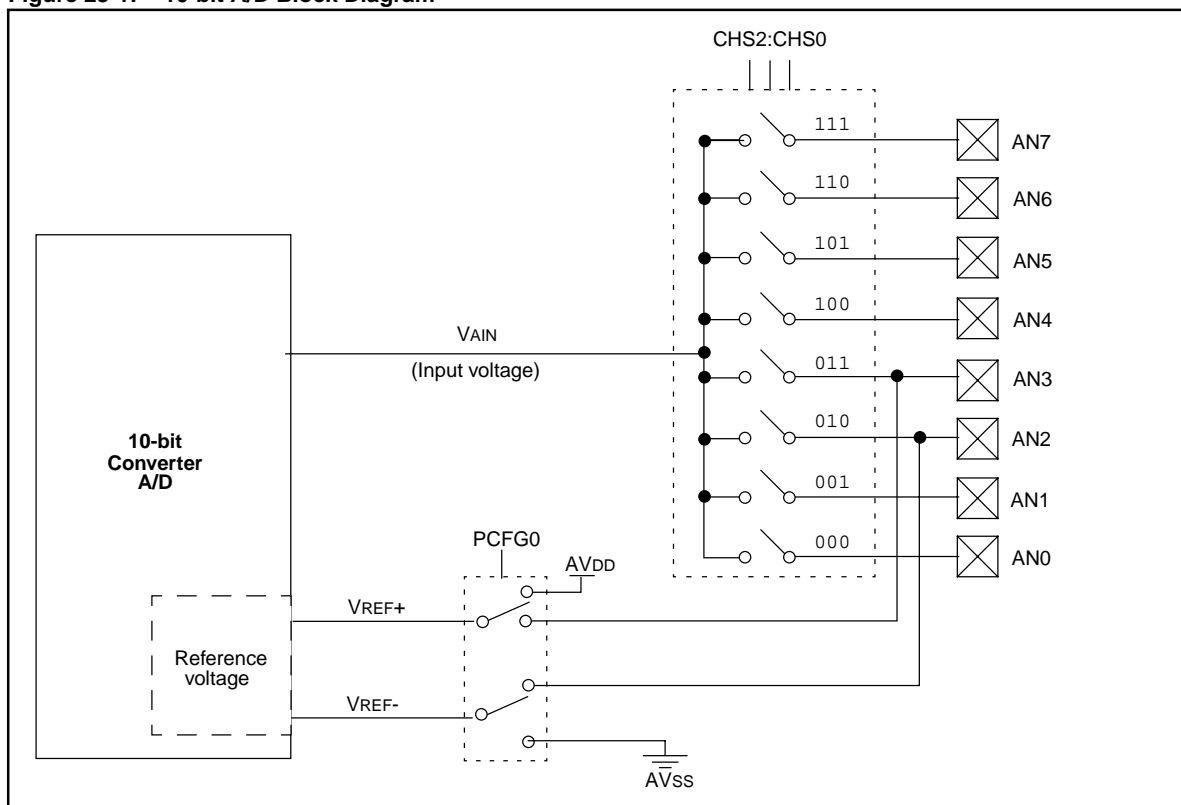 CHS2:CHS0
111
AN7
110
AN6
101
AN5
100
AN4
VAIN
(Input voltage)
011
AN3
010
AN2
10-bit
Converter
A/D
001
AN1
PCFG0
000
AN0
AVDD
VREF+
Reference
voltage
VREF-
AVSS